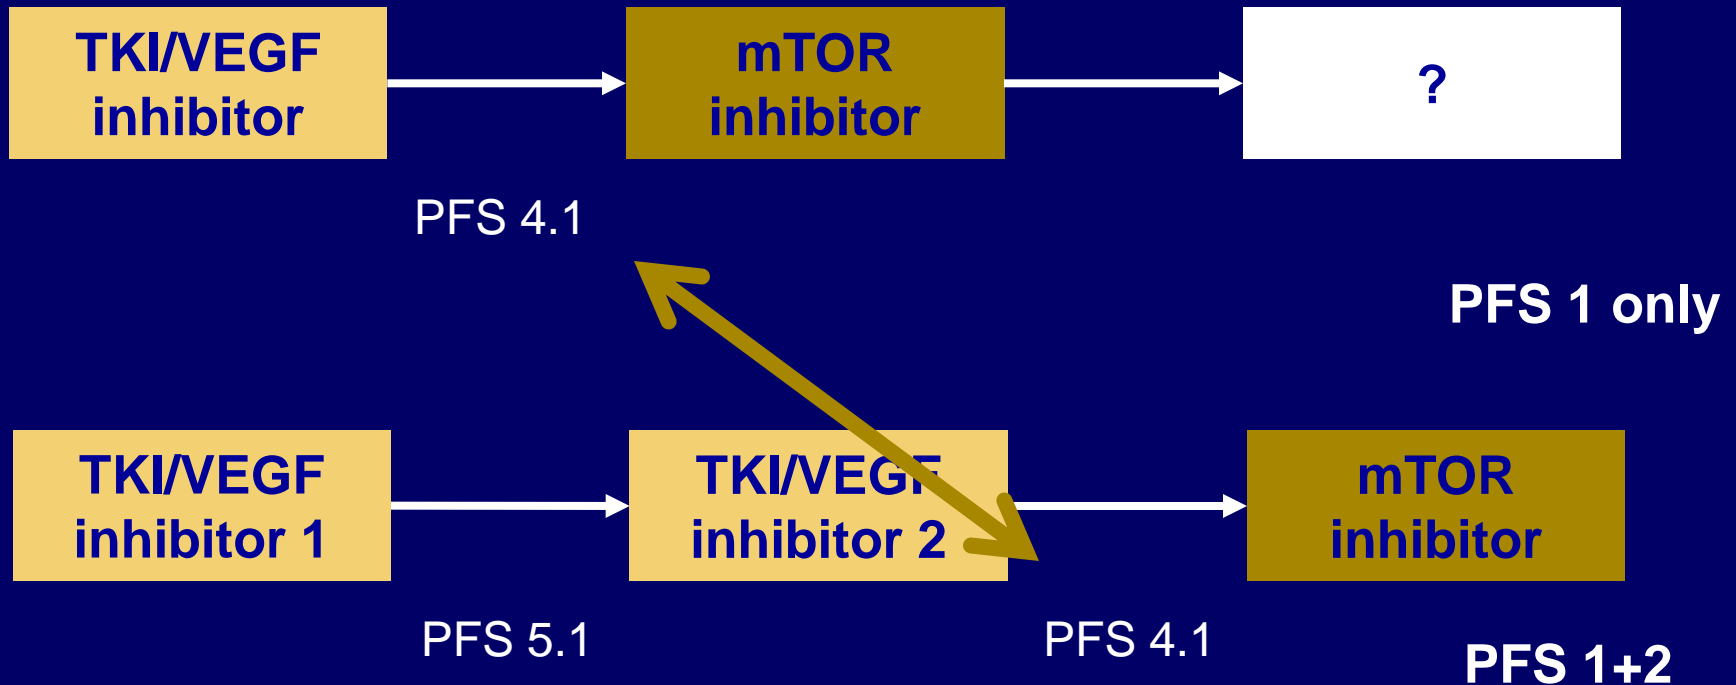 TKI/VEGF
inhibitor
mTOR
inhibitor
?
PFS 4.1
PFS 1 only
TKI/VEGF
inhibitor 1
TKI/VEGF
inhibitor 2
mTOR
inhibitor
PFS 5.1
PFS 4.1
PFS 1+2